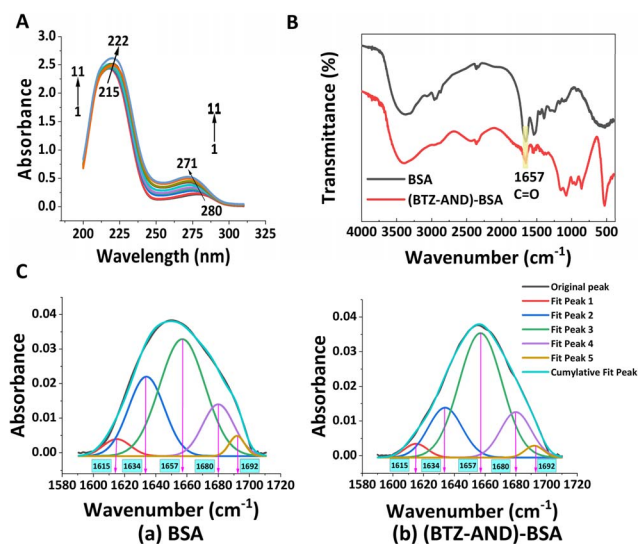 A
B
3.0
2.5
2.0
1.5
1.0
0.5
0.0
11
1
222
215
11
1
271
280
200 225 250 275 300 325
Absorbance
Wavelength (nm)
Transmittance (%)
1657
C=O
BSA
(BTZ-AND)-BSA
4000 3500 3000 2500 2000 1500 1000 500
Wavenumber (cm-1)
C
0.04
0.03
0.02
0.01
0.00
Absorbance
1615 1634 1657 1680 1692
1580 1600 1620 1640 1660 1680 1700 1720
Wavenumber (cm-1)
(a) BSA
0.04
0.03
0.02
0.01
0.00
Absorbance
Original peak
Fit Peak 1
Fit Peak 2
Fit Peak 3
Fit Peak 4
Fit Peak 5
Cumylative Fit Peak
1615 1634 1657 1680 1692
1580 1600 1620 1640 1660 1680 1700 1720
Wavenumber (cm-1)
(b) (BTZ-AND)-BSA